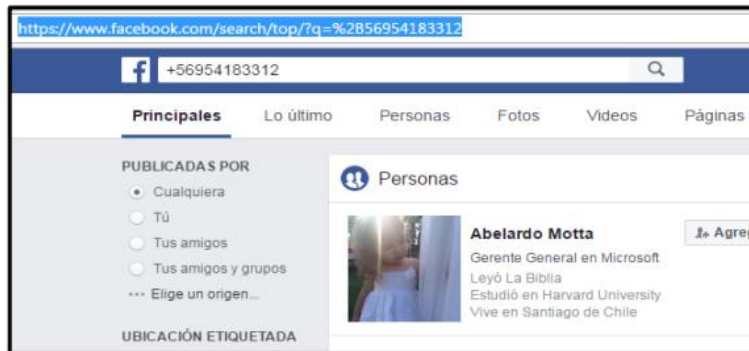 https://www.facebook.com/search/top/?q=%2B56954183312
f +56954183312
Principales Lo último Personas Fotos Videos Páginas
PUBLICADAS POR
Cualquiera
Tú
Tus amigos
Tus amigos y grupos
Elige un origen...
UBICACIÓN ETIQUETADA
Personas
Abelardo Motta
Gerente General en Microsoft
Leyó La Biblia
Estudió en Harvard University
Vive en Santiago de Chile
Agreg